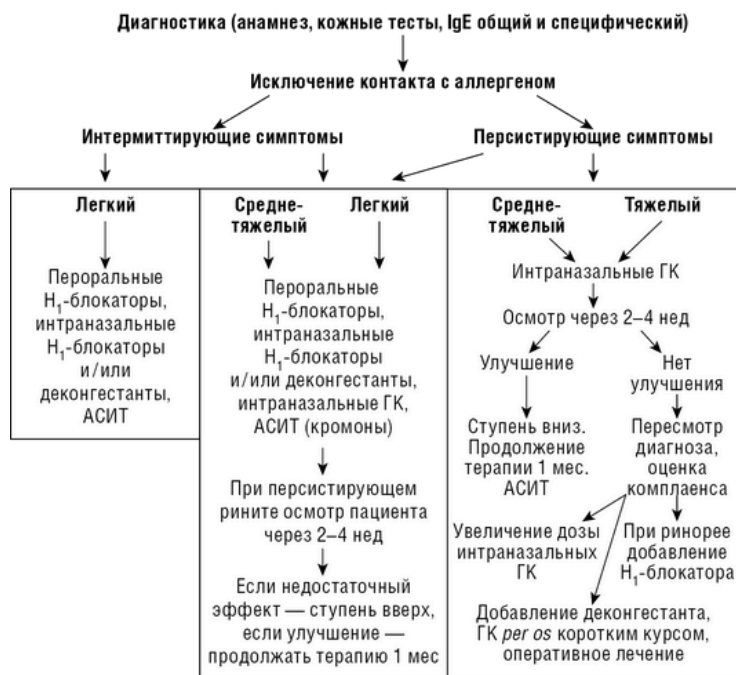 Диагностика (анамнез, кожные тесты, IgE общий и специфический)
Исключение контакта с аллергеном
Интермиттирующие симптомы
Персистирующие симптомы
Легкий
Пероральные
H₁-блокаторы,
интраназальные
H₁-блокаторы
и/или
деконгестанты,
АСИТ
Средне-
тяжелый
Легкий
Пероральные
H₁-блокаторы,
интраназальные
H₁-блокаторы
и/или деконгестанты,
интраназальные ГК,
АСИТ (кромоны)
При персистирующем
рините осмотр пациента
через 2–4 нед
Если недостаточный
эффект — ступень вверх,
если улучшение —
продолжать терапию 1 мес
Средне-
тяжелый
Тяжелый
Интраназальные ГК
Осмотр через 2–4 нед
Улучшение
Ступень вниз.
Продолжение
терапии 1 мес.
АСИТ
Нет
улучшения
Пересмотр
диагноза,
оценка
комплаенса
Увеличение дозы
интраназальных
ГК
При ринорее
добавление
H₁-блокатора
Добавление деконгестанта,
ГК per os коротким курсом,
оперативное лечение